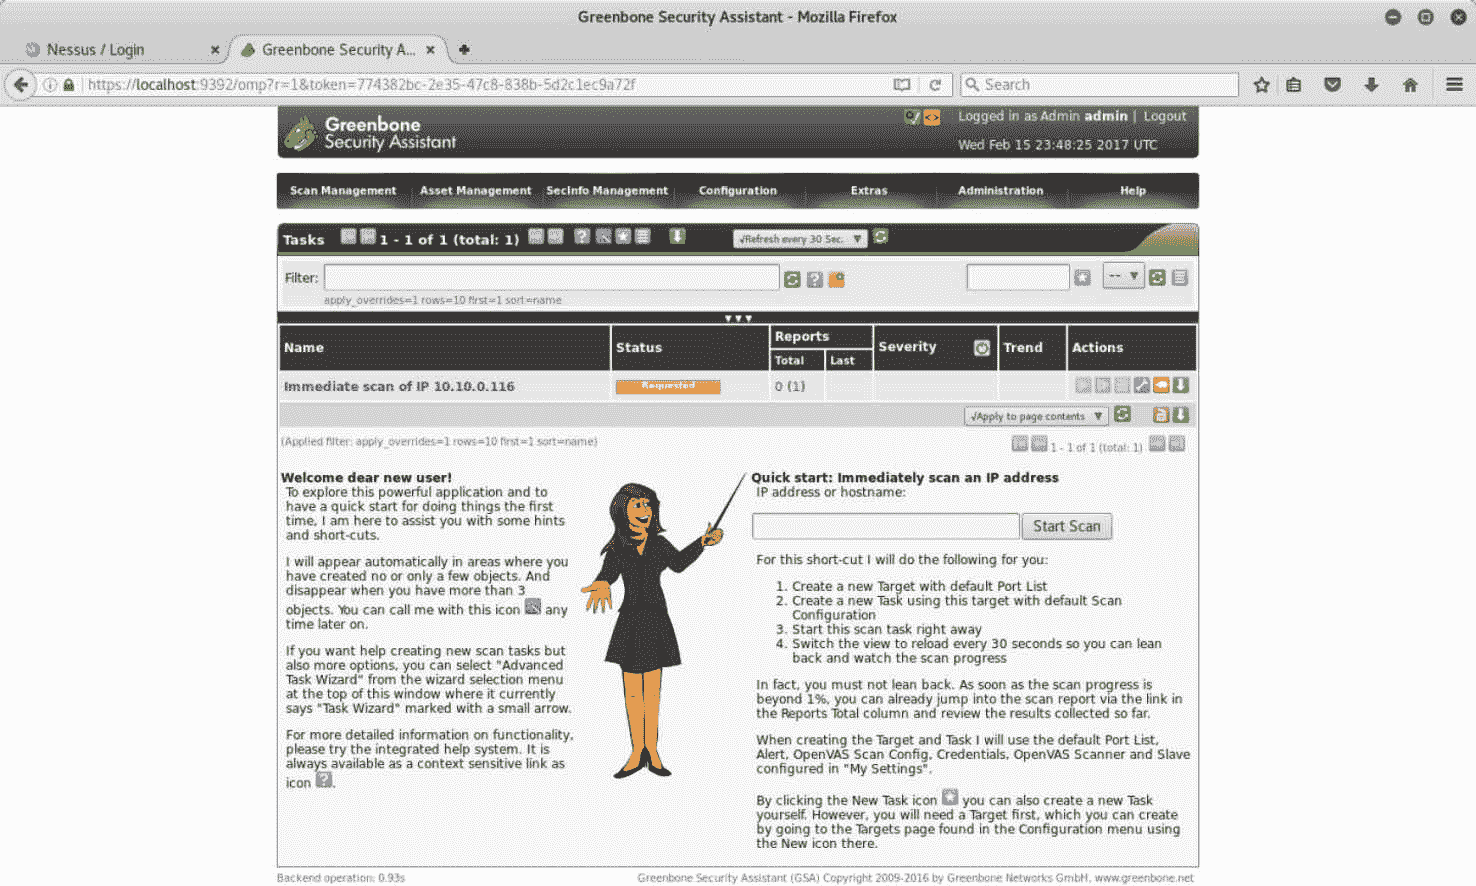 Greenbone Security Assistant - Mozilla Firefox
Nessus / Login
Greenbone Security A...
https://localhost:9392/omp?r=1&token=774382bc-2e35-47c8-838b-5d2c1ec9a72f
Search
Greenbone
Security Assistant
Logged in as Admin admin | Logout
Wed Feb 15 23:48:25 2017 UTC
Scan Management Asset Management SecInfo Management Configuration Extras Administration Help
Tasks 1 - 1 of 1 (total: 1) √Refresh every 30 Sec.
Filter:
--
apply_overrides=1 rows=10 first=1 sort=name
Name Status Reports Severity Trend Actions
Total Last
Immediate scan of IP 10.10.0.116 Requested 0 (1)
√Apply to page contents
(Applied filter: apply_overrides=1 rows=10 first=1 sort=name)
1 - 1 of 1 (total: 1)
Welcome dear new user!
To explore this powerful application and to
have a quick start for doing things the first
time, I am here to assist you with some hints
and short-cuts.
I will appear automatically in areas where you
have created no or only a few objects. And
disappear when you have more than 3
objects. You can call me with this icon any
time later on.
If you want help creating new scan tasks but
also more options, you can select "Advanced
Task Wizard" from the wizard selection menu
at the top of this window where it currently
says "Task Wizard" marked with a small arrow.
For more detailed information on functionality,
please try the integrated help system. It is
always available as a context sensitive link as
icon ?.
Quick start: Immediately scan an IP address
IP address or hostname:
Start Scan
For this short-cut I will do the following for you:
1. Create a new Target with default Port List
2. Create a new Task using this target with default Scan
Configuration
3. Start this scan task right away
4. Switch the view to reload every 30 seconds so you can lean
back and watch the scan progress
In fact, you must not lean back. As soon as the scan progress is
beyond 1%, you can already jump into the scan report via the link in
the Reports Total column and review the results collected so far.
When creating the Target and Task I will use the default Port List,
Alert, OpenVAS Scan Config, Credentials, OpenVAS Scanner and Slave
configured in "My Settings".
By clicking the New Task icon you can also create a new Task
yourself. However, you will need a Target first, which you can create
by going to the Targets page found in the Configuration menu using
the New icon there.
Backend operation: 0.93s
Greenbone Security Assistant (GSA) Copyright 2009-2016 by Greenbone Networks GmbH, www.greenbone.net